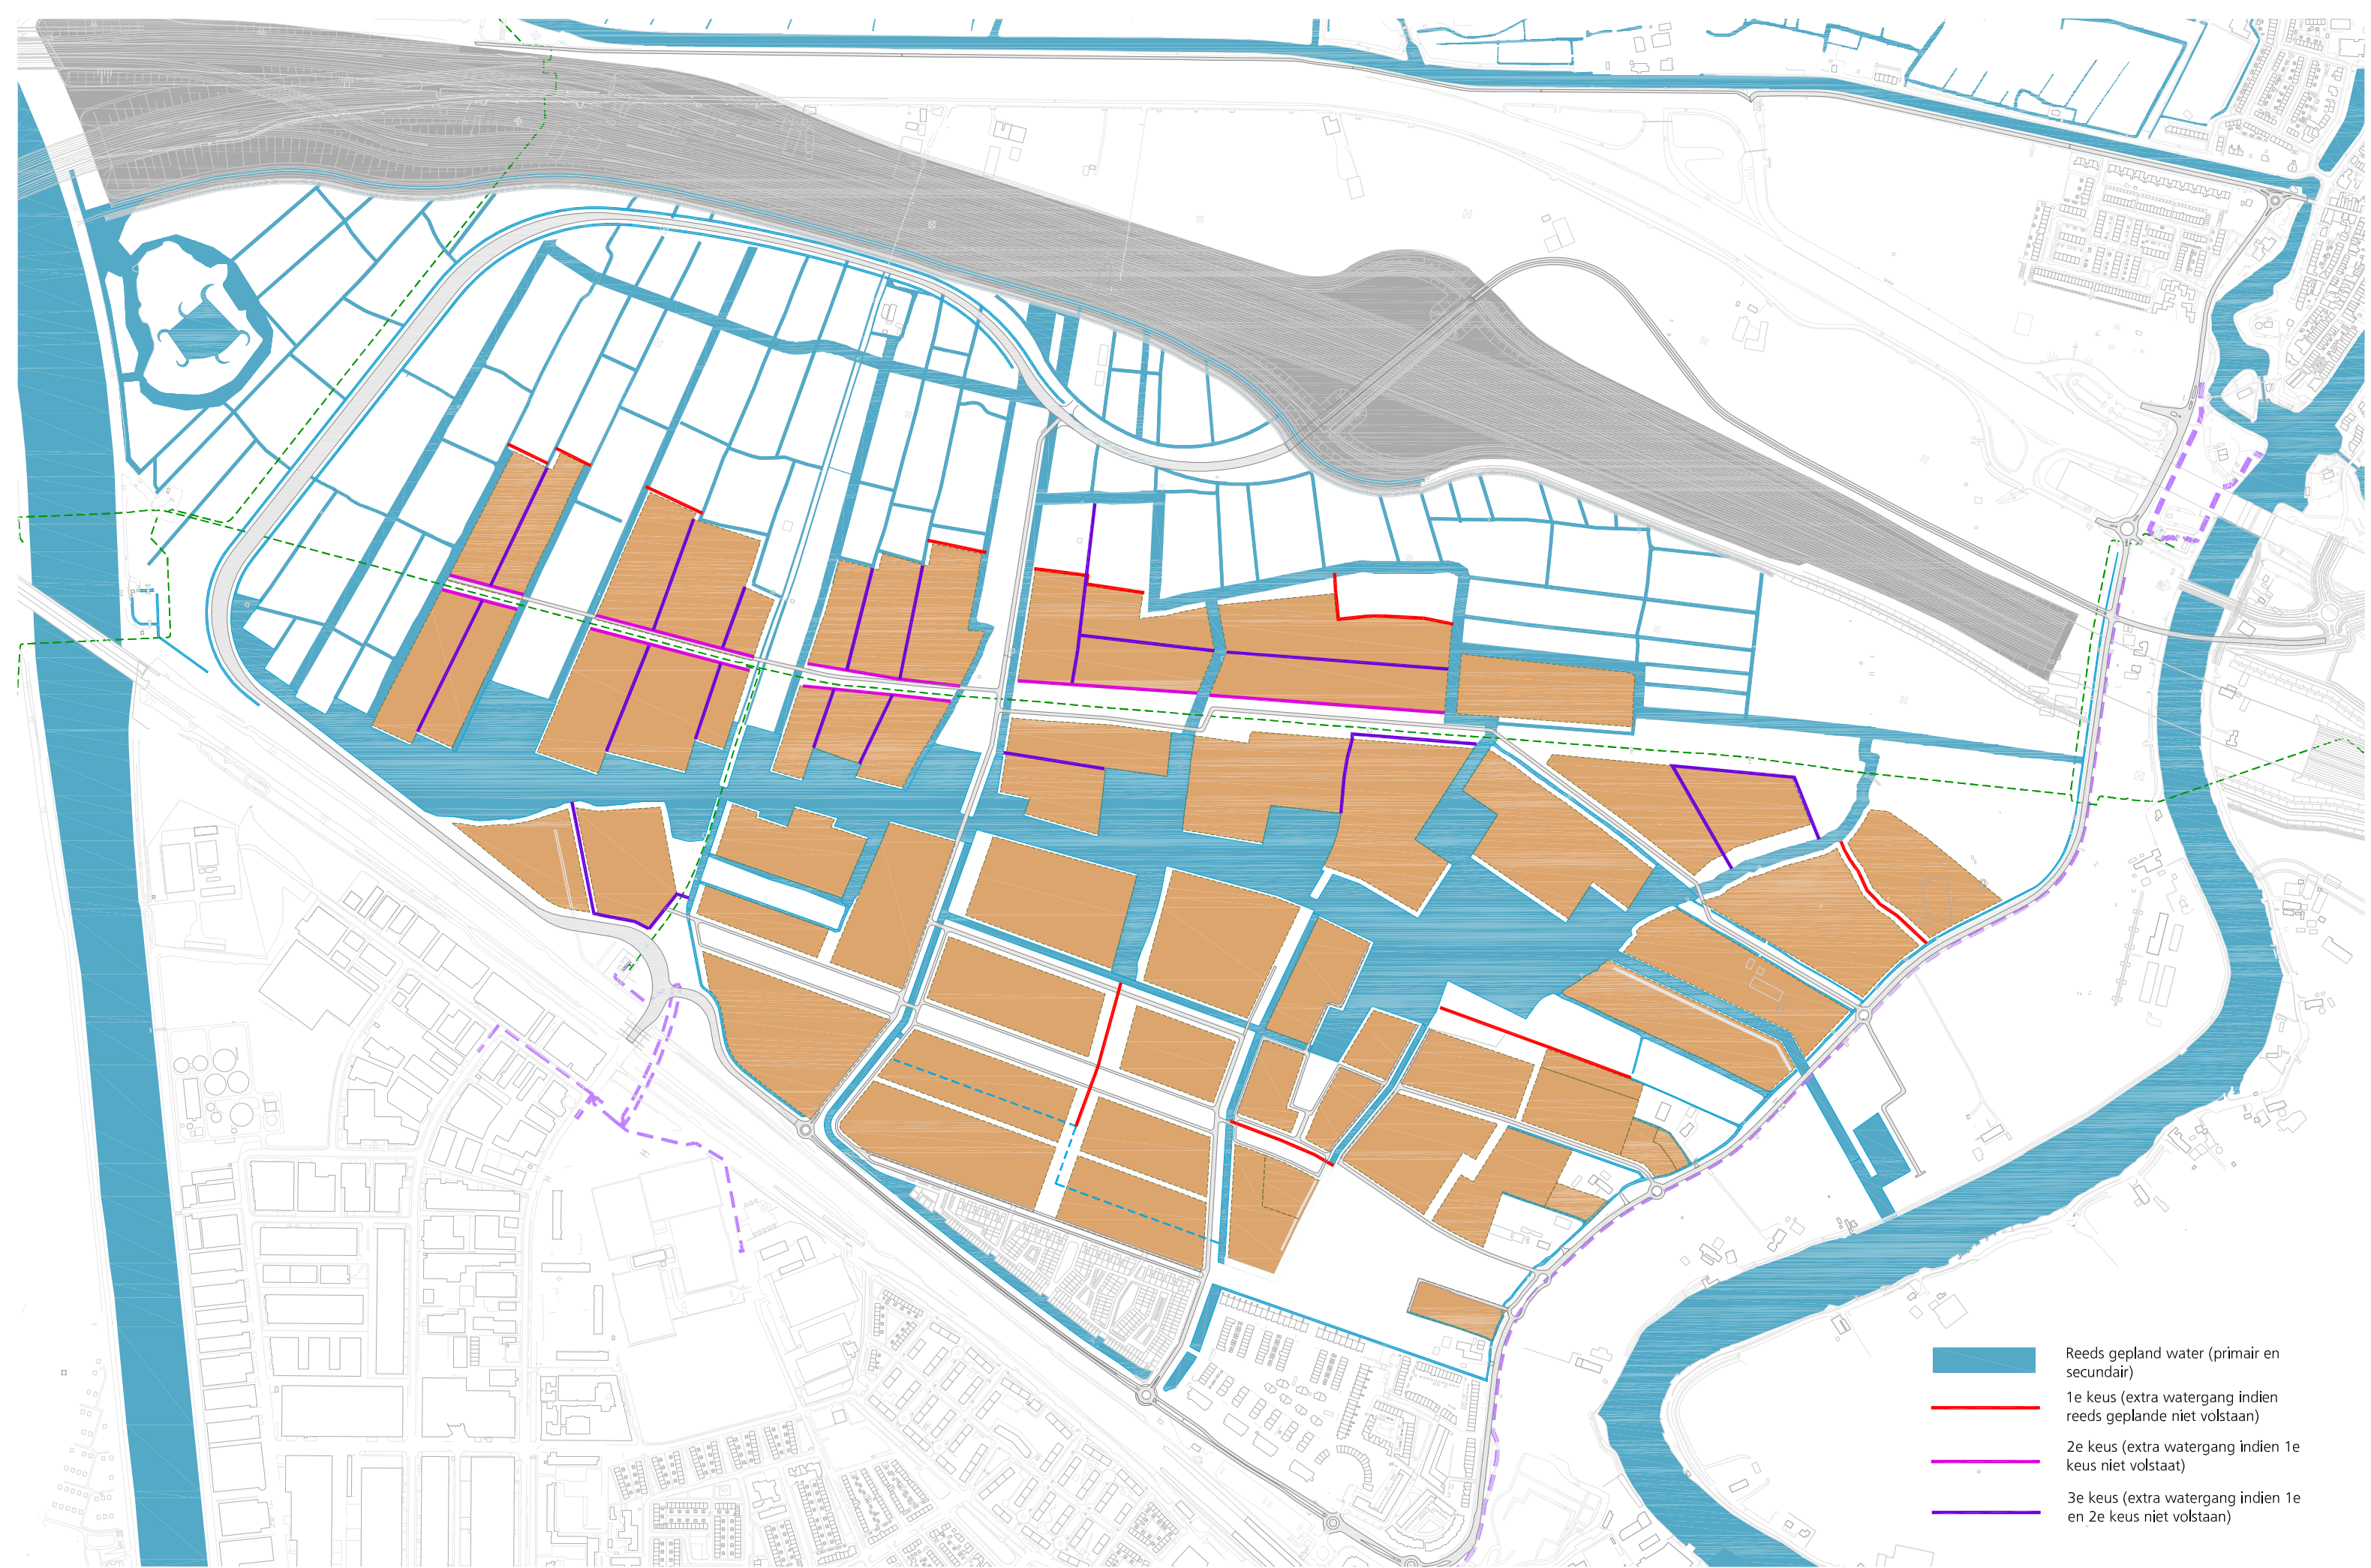 Reeds gepland water (primair en
secundair)
1e keus (extra watergang indien
reeds geplande niet volstaan)
2e keus (extra watergang indien 1e
keus niet volstaat)
3e keus (extra watergang indien 1e
en 2e keus niet volstaan)